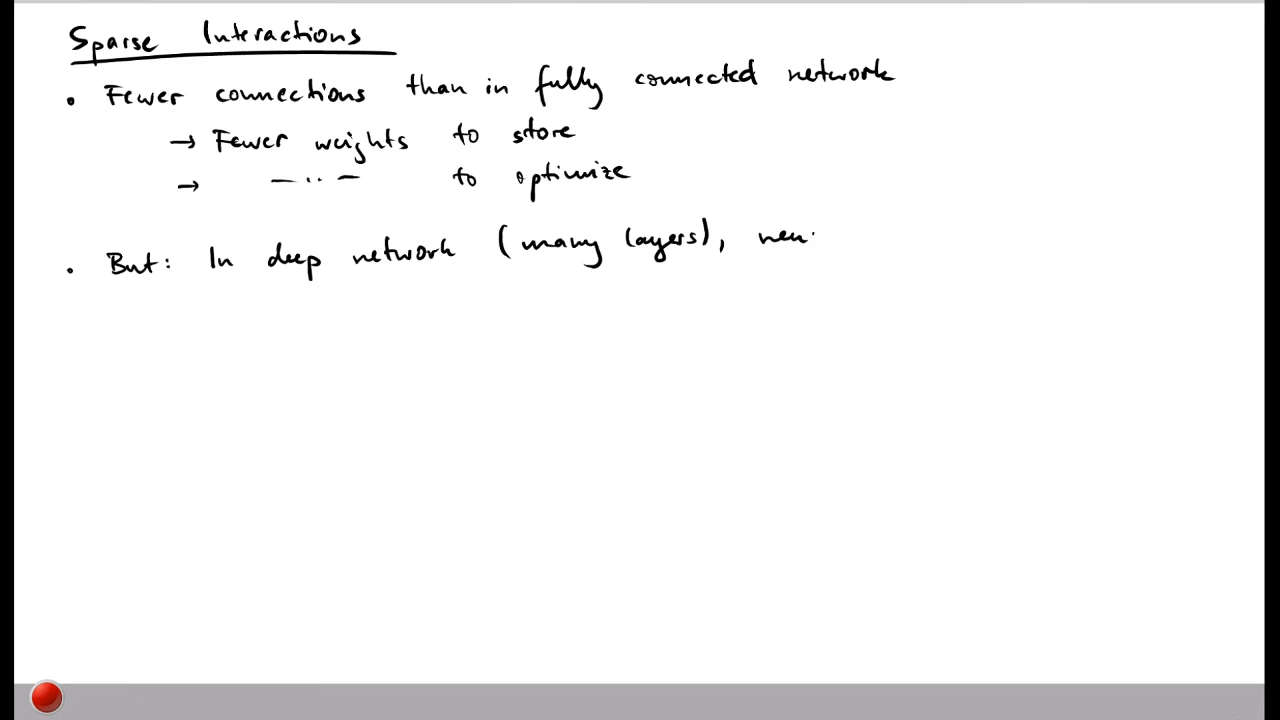 Sparse Interactions
• Fewer connections than in fully connected network
→ Fewer weights to store
→ — ·· — to optimize
• But: In deep network (many layers), neu